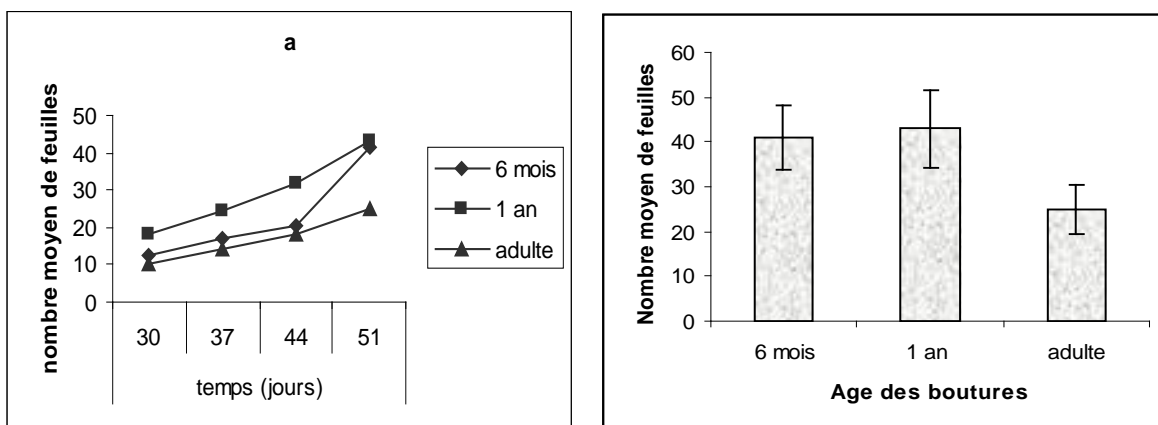 a
nombre moyen de feuilles
50
40
30
20
10
0
30 37 44 51
temps (jours)
6 mois
1 an
adulte
Nombre moyen de feuilles
60
50
40
30
20
10
0
6 mois 1 an adulte
Age des boutures